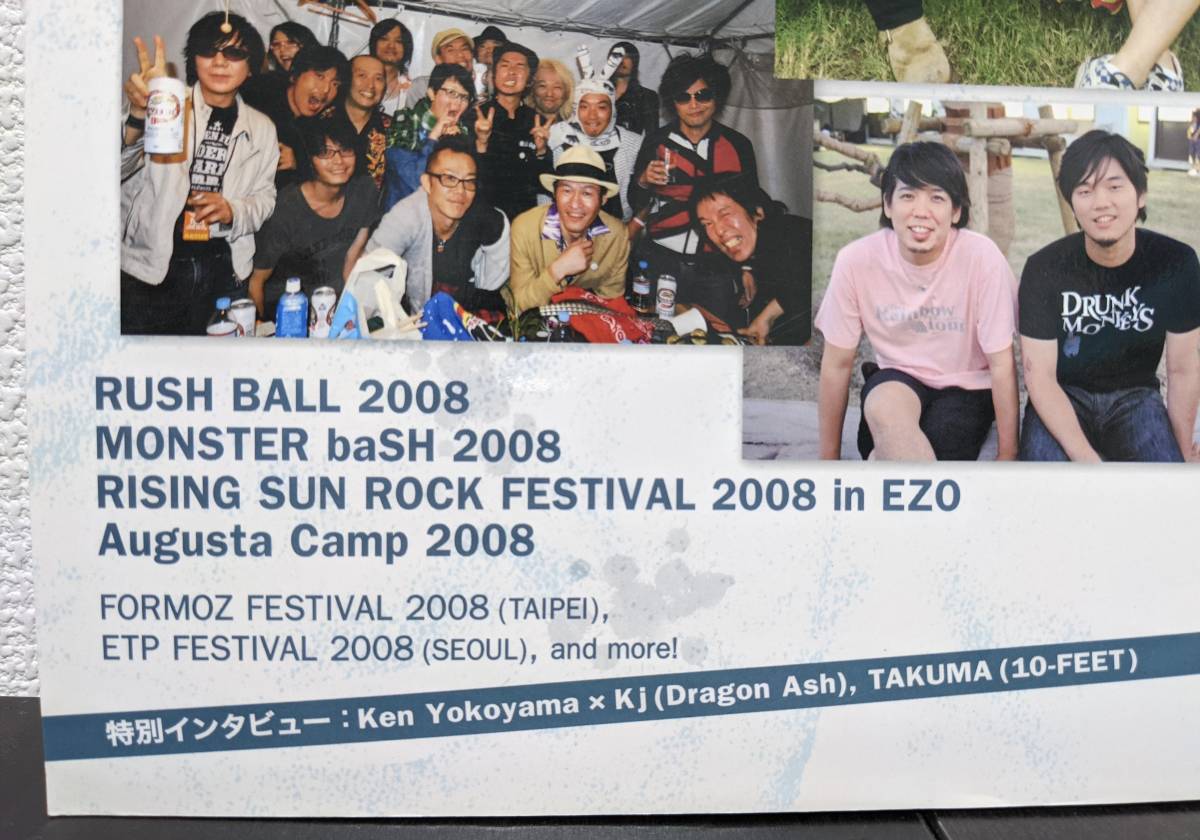 Rainbow
DRUNK
MONKEYS
RUSH BALL 2008
MONSTER baSH 2008
RISING SUN ROCK FESTIVAL 2008 in EZO
Augusta Camp 2008
FORMOZ FESTIVAL 2008 (TAIPEI),
ETP FESTIVAL 2008 (SEOUL), and more!
特別インタビュー：Ken Yokoyama × Kj (Dragon Ash), TAKUMA (10-FEET)